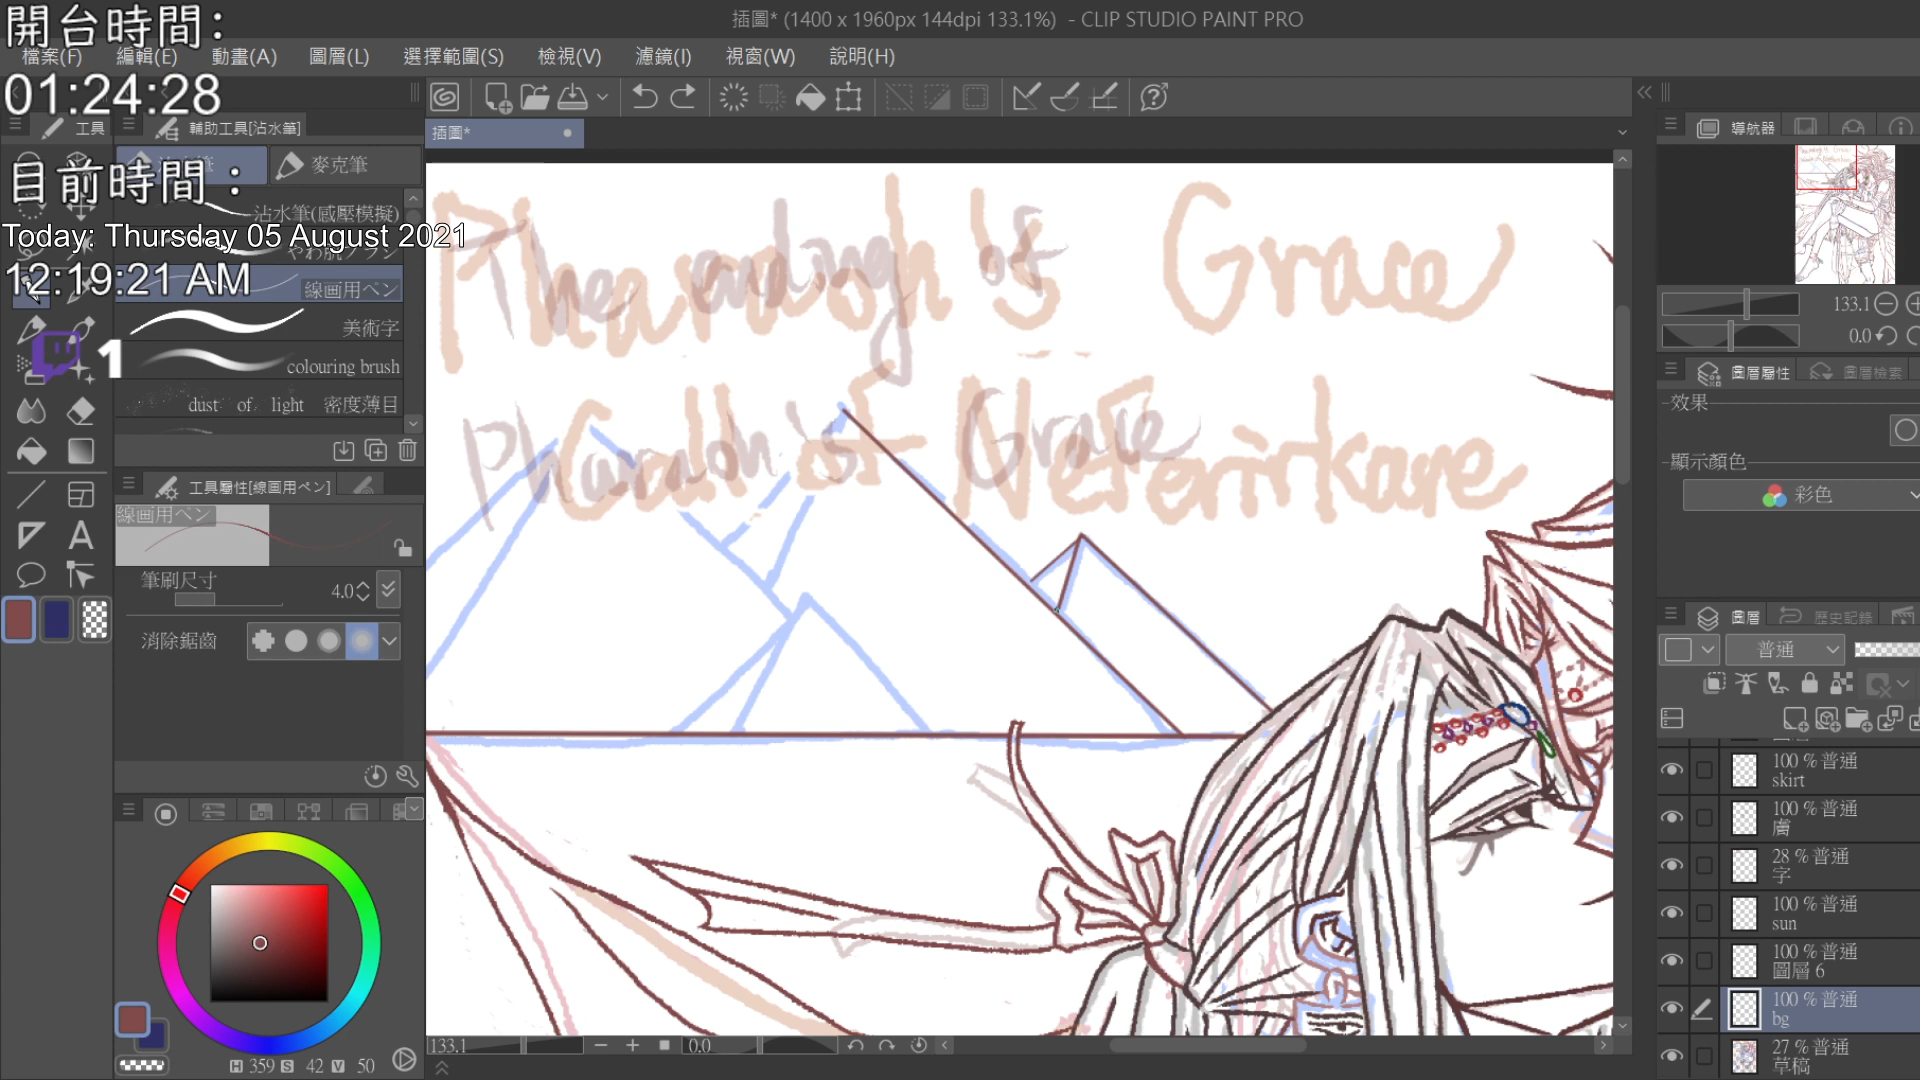 開台時間：
01:24:28
目前時間：
Today: Thursday 05 August 2021
12:19:21 AM
1
插圖* (1400 x 1960px 144dpi 133.1%) - CLIP STUDIO PAINT PRO
檔案(F) 編輯(E) 動畫(A) 圖層(L) 選擇範圍(S) 檢視(V) 濾鏡(I) 視窗(W) 說明(H)
工具
輔助工具[沾水筆]
插圖*
麥克筆
沾水筆(感壓模擬)
線画用ペン
美術字
colouring brush
dust of light 密度薄目
工具屬性[線画用ペン]
線画用ペン
筆刷尺寸 4.0
消除鋸齒
H 359 S 42 V 50
Pharaoh's Grace
The ending of
Pharaoh's Grace
Call of Neferirkare
133.1 0.0
導航器
133.1
0.0
圖層屬性 圖層檢索
效果
顯示顏色
彩色
圖層 歷史記錄
普通
100 % 普通
skirt
100 % 普通
膚
28 % 普通
字
100 % 普通
sun
100 % 普通
圖層 6
100 % 普通
bg
27 % 普通
草稿